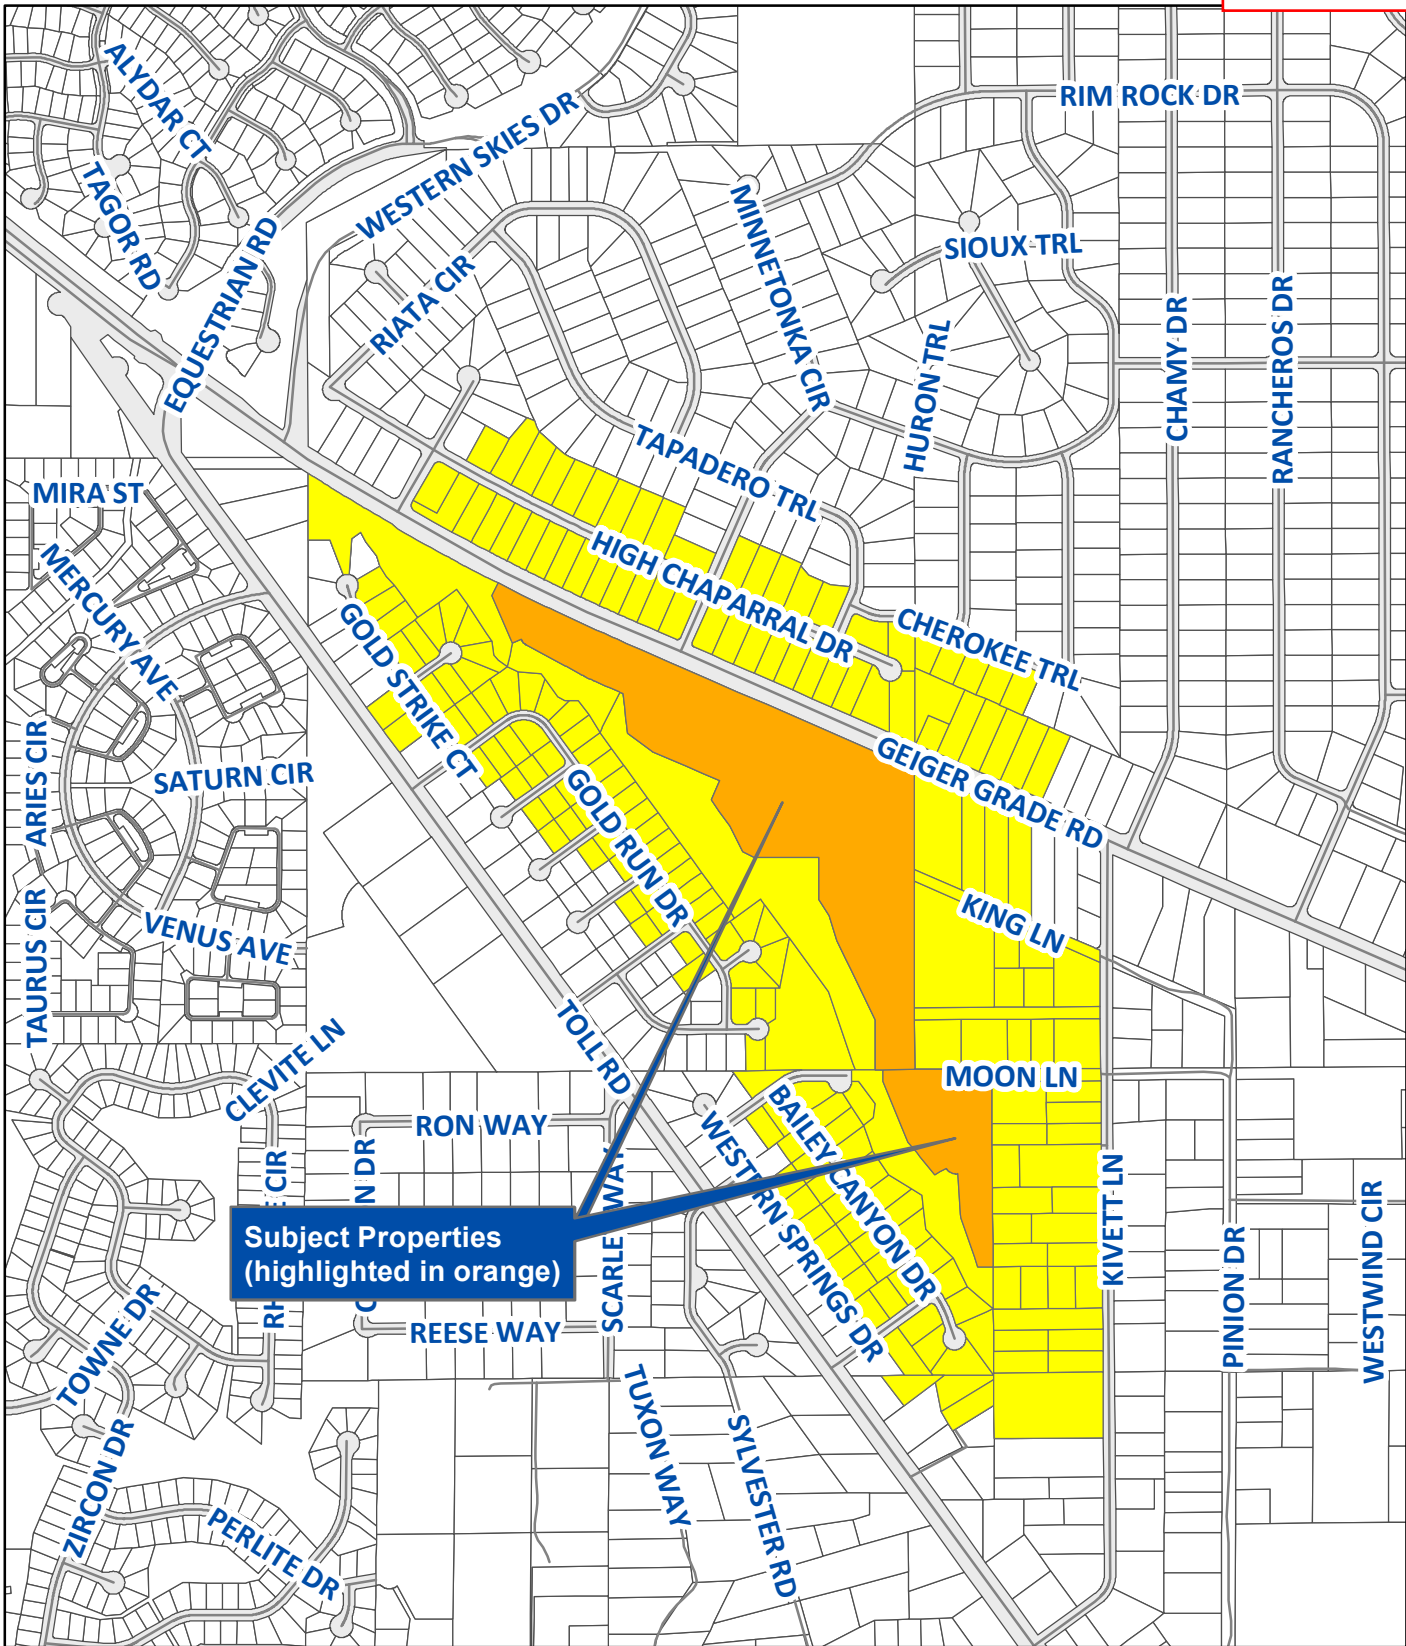 ALYDAR CT
TAGOR RD
WESTERN SKIES DR
EQUESTRIAN RD
RIATA CIR
RIM ROCK DR
MINNETONKA CIR
SIOUX TRL
HURON TRL
CHAMY DR
RANCHEROS DR
TAPADERO TRL
MIRA ST
MERCURY AVE
HIGH CHAPARRAL DR
CHEROKEE TRL
GOLD STRIKE CT
GEIGER GRADE RD
ARIES CIR
SATURN CIR
GOLD RUN DR
TAURUS CIR
VENUS AVE
KING LN
TOLL RD
CLEVITE LN
MOON LN
RON WAY
BAILEY CANYON DR
WESTERN SPRINGS DR
KIVETT LN
PINION DR
WESTWIND CIR
Subject Properties
(highlighted in orange)
CIR
DR
WAY
REESE WAY
TOWNE DR
ZIRCON DR
TUXON WAY
SYLVESTER RD
PERLITE DR